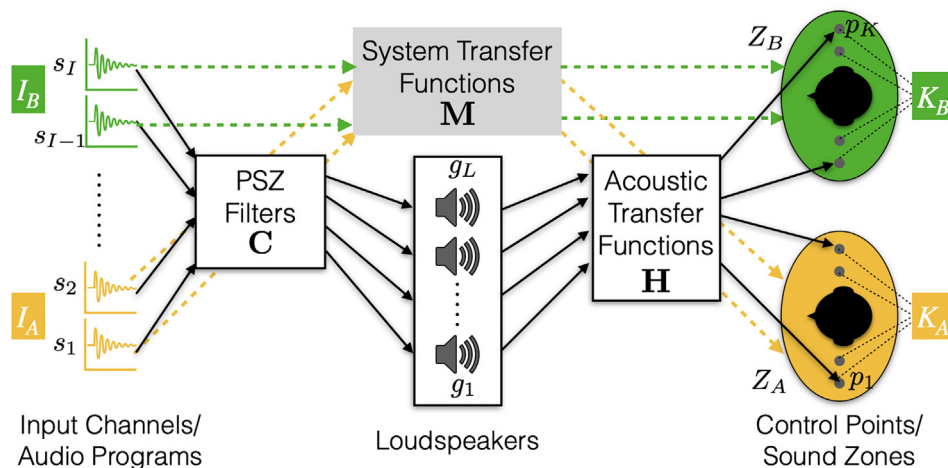 System Transfer
Functions
M
I_B
s_I
s_{I-1}
Z_B
p_K
K_B
PSZ
Filters
C
g_L
g_1
Acoustic
Transfer
Functions
H
I_A
s_2
s_1
Z_A
p_1
K_A
Input Channels/
Audio Programs
Loudspeakers
Control Points/
Sound Zones